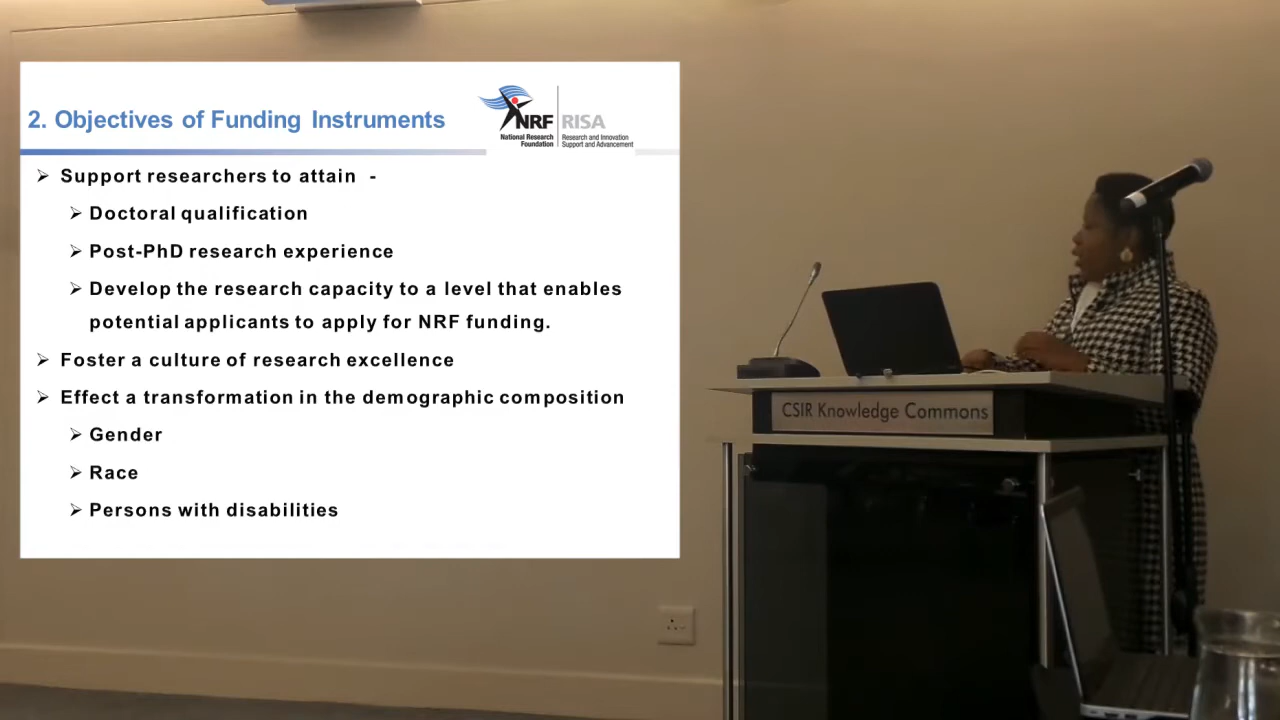 2. Objectives of Funding Instruments
NRF
RISA
National Research
Foundation
Research and Innovation
Support and Advancement
➢ Support researchers to attain -
➢ Doctoral qualification
➢ Post-PhD research experience
➢ Develop the research capacity to a level that enables
potential applicants to apply for NRF funding.
➢ Foster a culture of research excellence
➢ Effect a transformation in the demographic composition
➢ Gender
➢ Race
➢ Persons with disabilities
CSIR Knowledge Commons